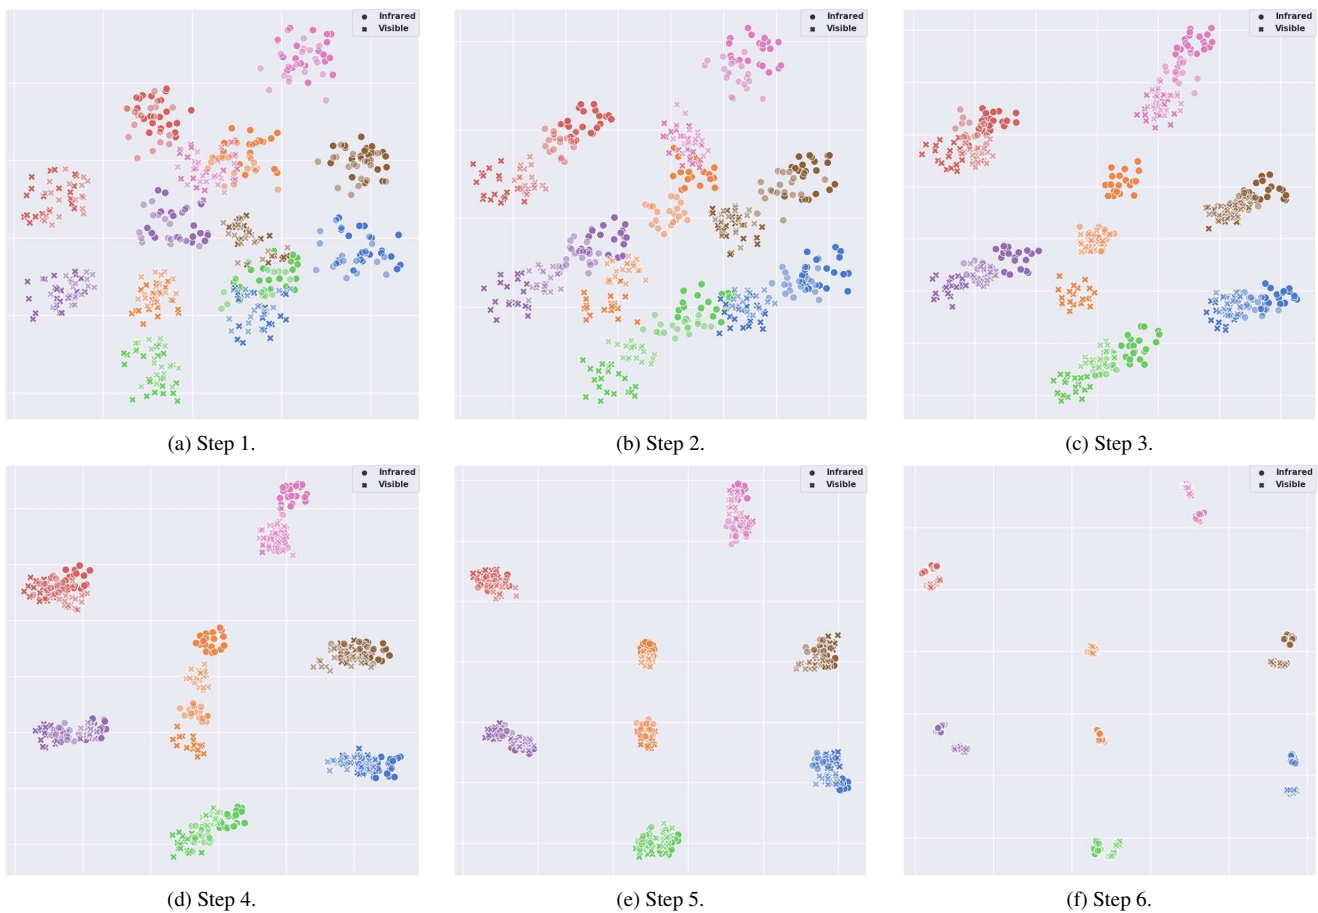 Infrared
Visible
Infrared
Visible
Infrared
Visible
(a) Step 1.
(b) Step 2.
(c) Step 3.
Infrared
Visible
Infrared
Visible
Infrared
Visible
(d) Step 4.
(e) Step 5.
(f) Step 6.